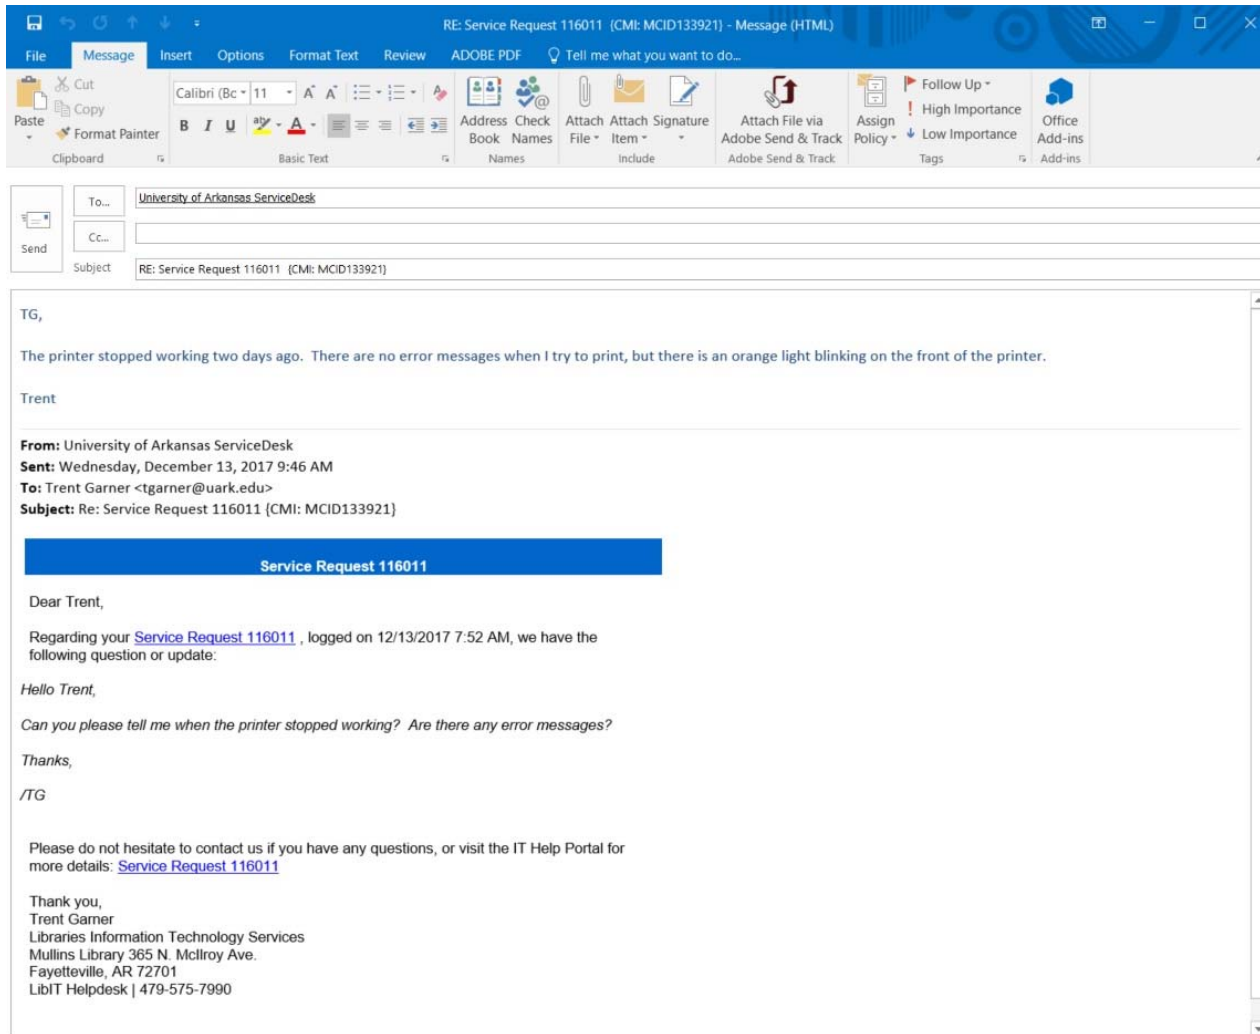 RE: Service Request 116011 {CMI: MCID133921} - Message (HTML)
File Message Insert Options Format Text Review ADOBE PDF Tell me what you want to do...
Cut
Copy
Format Painter
Paste
Clipboard
Calibri (Bc 11
B I U
Basic Text
Address Book
Check Names
Names
Attach File
Attach Item
Signature
Include
Attach File via
Adobe Send & Track
Adobe Send & Track
Assign Policy
Follow Up
High Importance
Low Importance
Tags
Office Add-ins
Add-ins
Send
To... University of Arkansas ServiceDesk
Cc...
Subject RE: Service Request 116011 {CMI: MCID133921}
TG,
The printer stopped working two days ago. There are no error messages when I try to print, but there is an orange light blinking on the front of the printer.
Trent
From: University of Arkansas ServiceDesk
Sent: Wednesday, December 13, 2017 9:46 AM
To: Trent Garner <tgarner@uark.edu>
Subject: Re: Service Request 116011 {CMI: MCID133921}
Service Request 116011
Dear Trent,
Regarding your Service Request 116011 , logged on 12/13/2017 7:52 AM, we have the
following question or update:
Hello Trent,
Can you please tell me when the printer stopped working? Are there any error messages?
Thanks,
/TG
Please do not hesitate to contact us if you have any questions, or visit the IT Help Portal for
more details: Service Request 116011
Thank you,
Trent Garner
Libraries Information Technology Services
Mullins Library 365 N. McIlroy Ave.
Fayetteville, AR 72701
LibIT Helpdesk | 479-575-7990